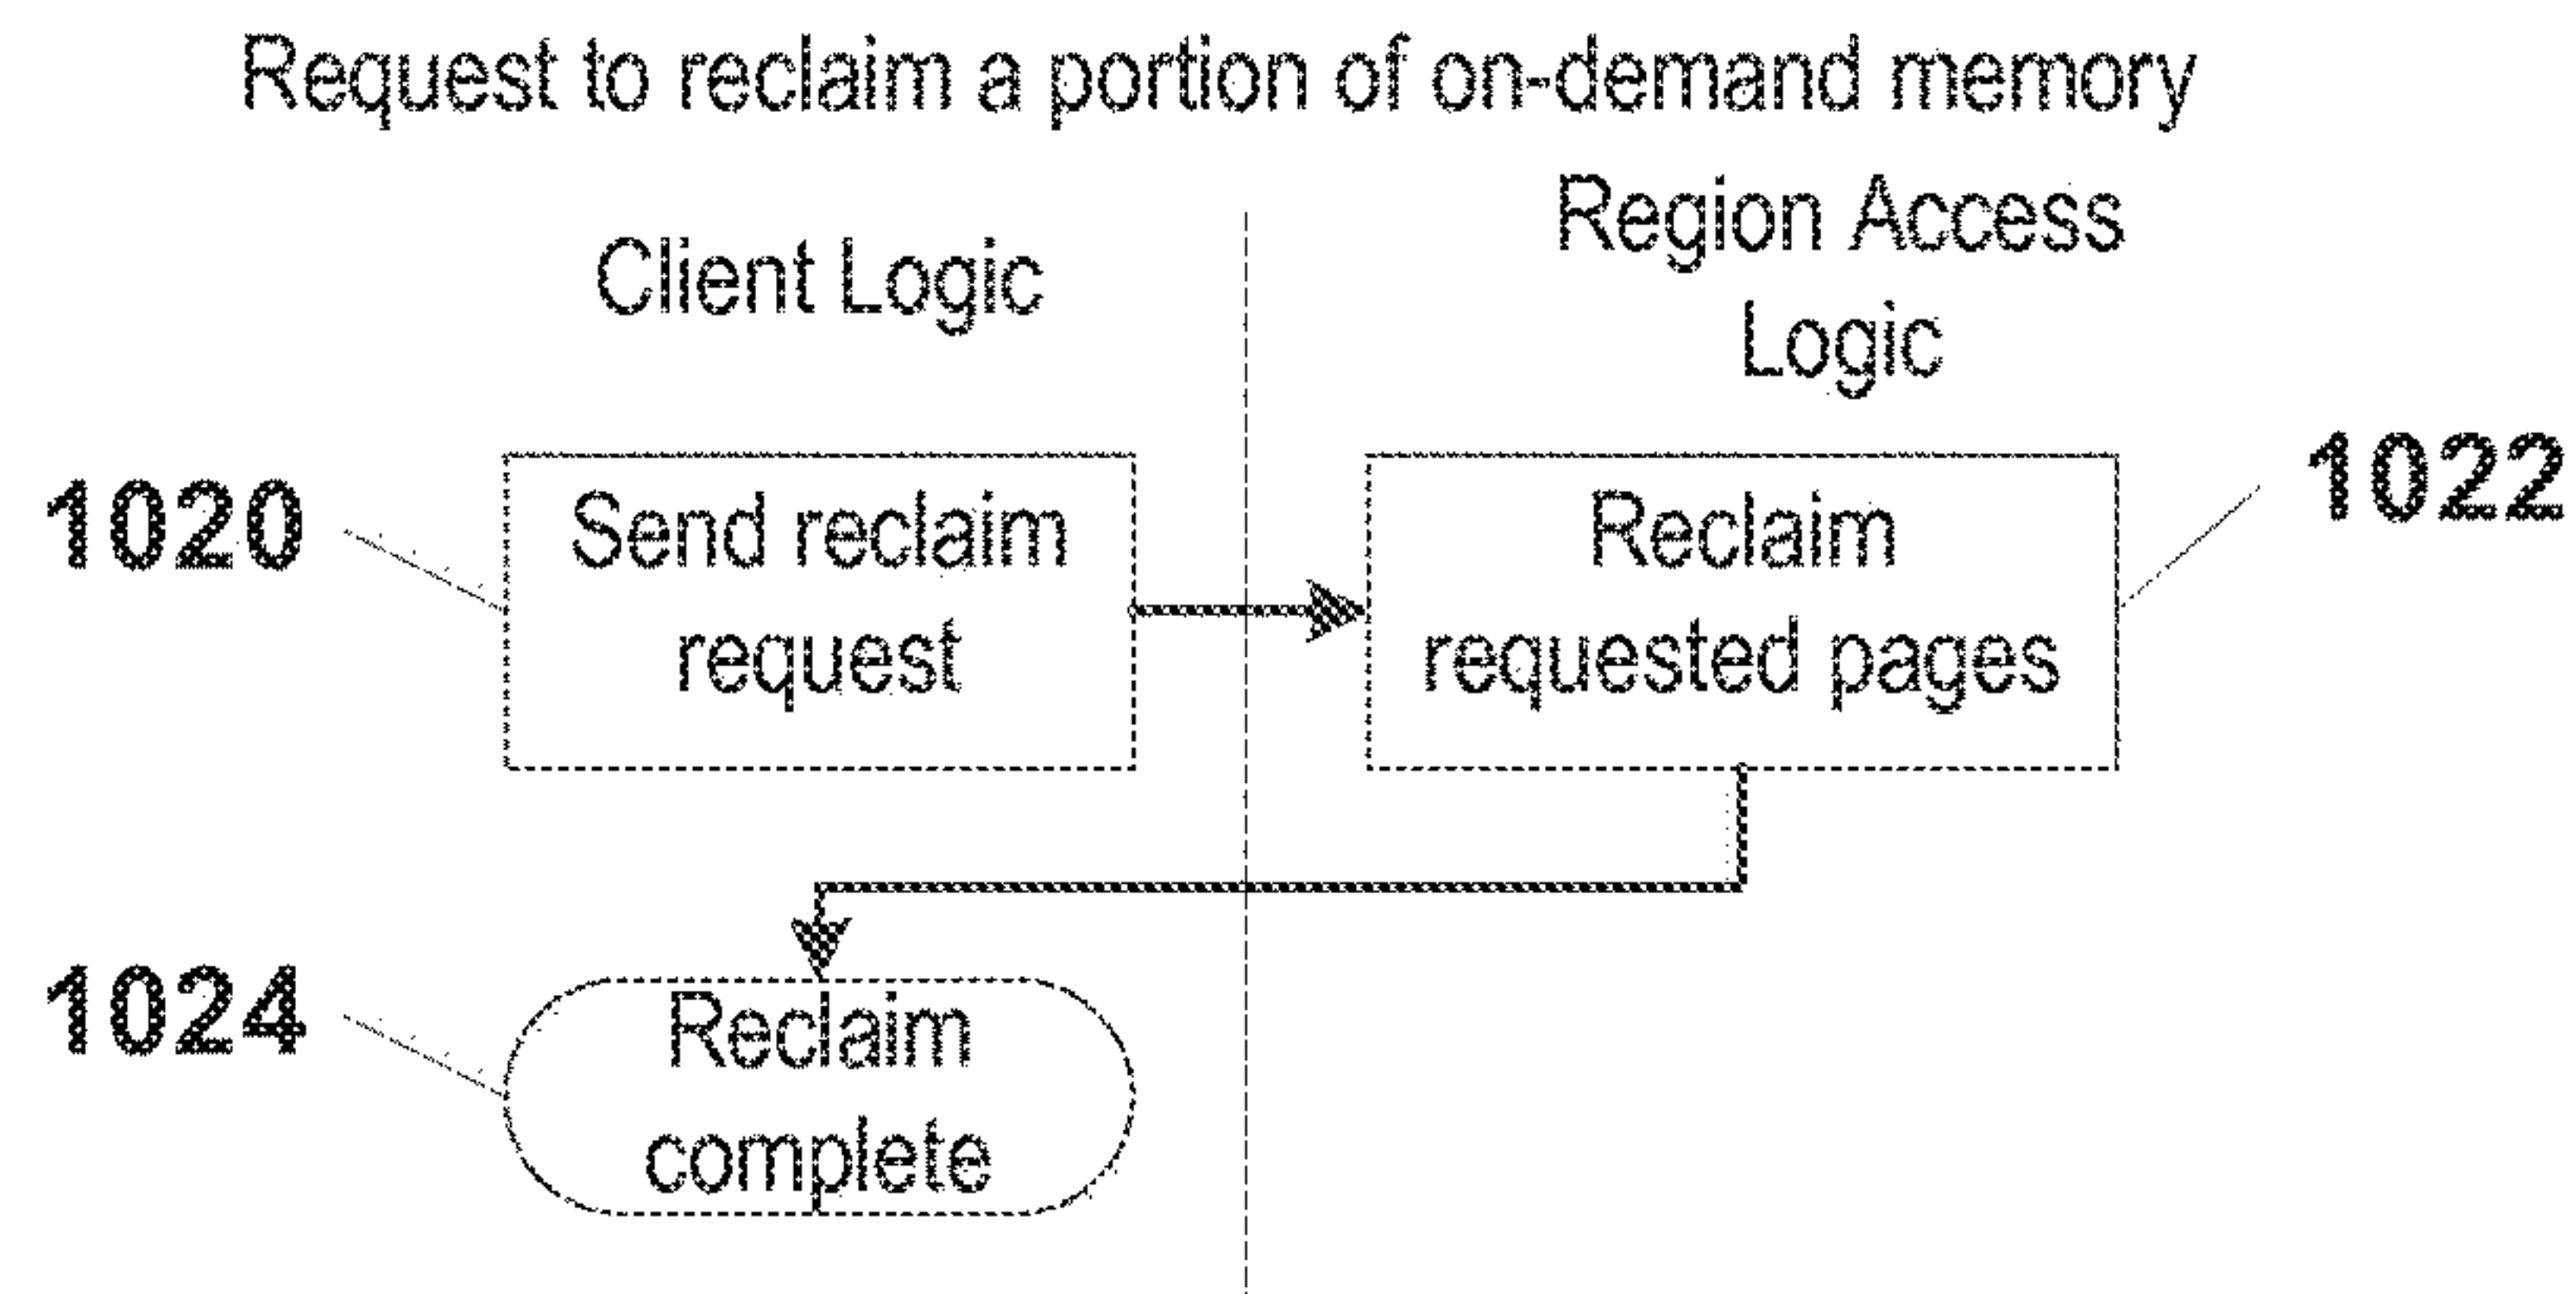 Request to reclaim a portion of on-demand memory
Client Logic
Region Access
Logic
1020
Send reclaim
request
Reclaim
requested pages
1022
1024
Reclaim
complete